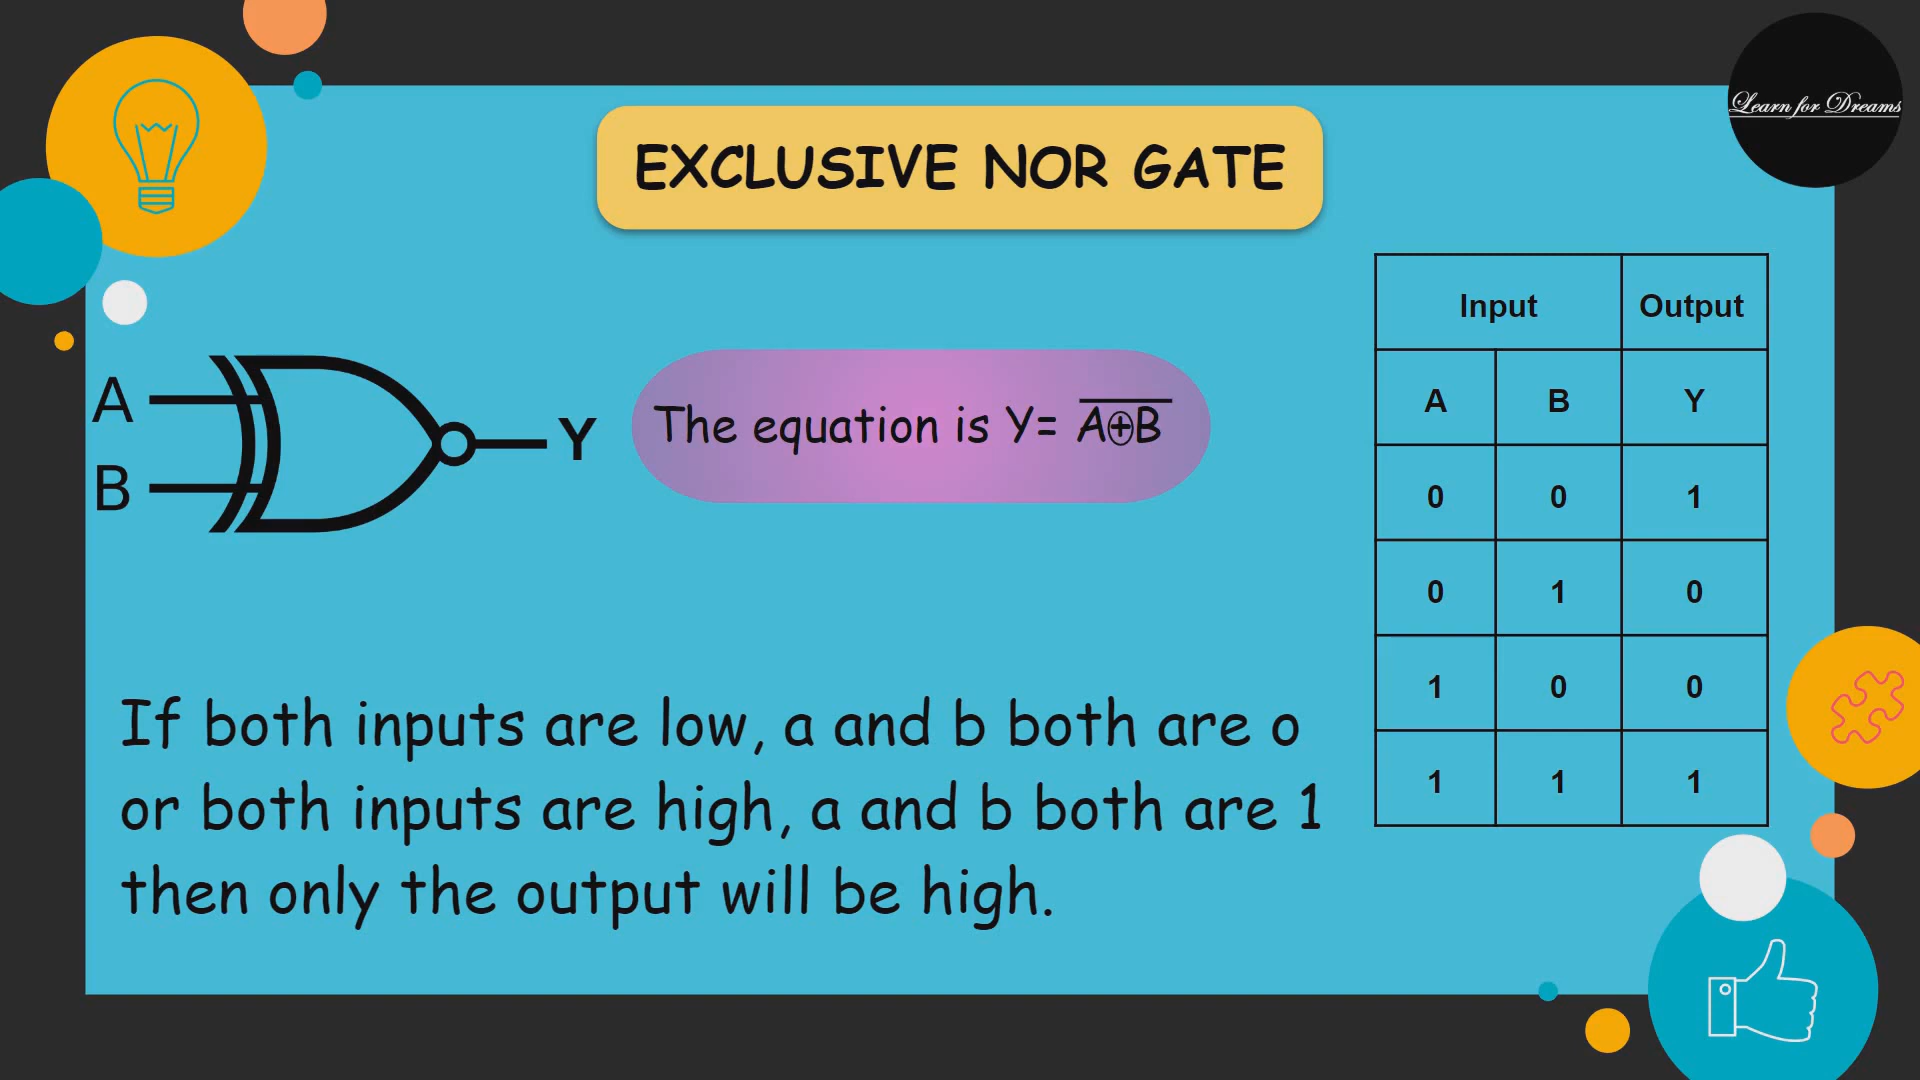 Learn for Dreams
EXCLUSIVE NOR GATE
A
B
Y
The equation is Y= A⊕B̅
Input Output
A B Y
0 0 1
0 1 0
1 0 0
1 1 1
If both inputs are low, a and b both are o
or both inputs are high, a and b both are 1
then only the output will be high.